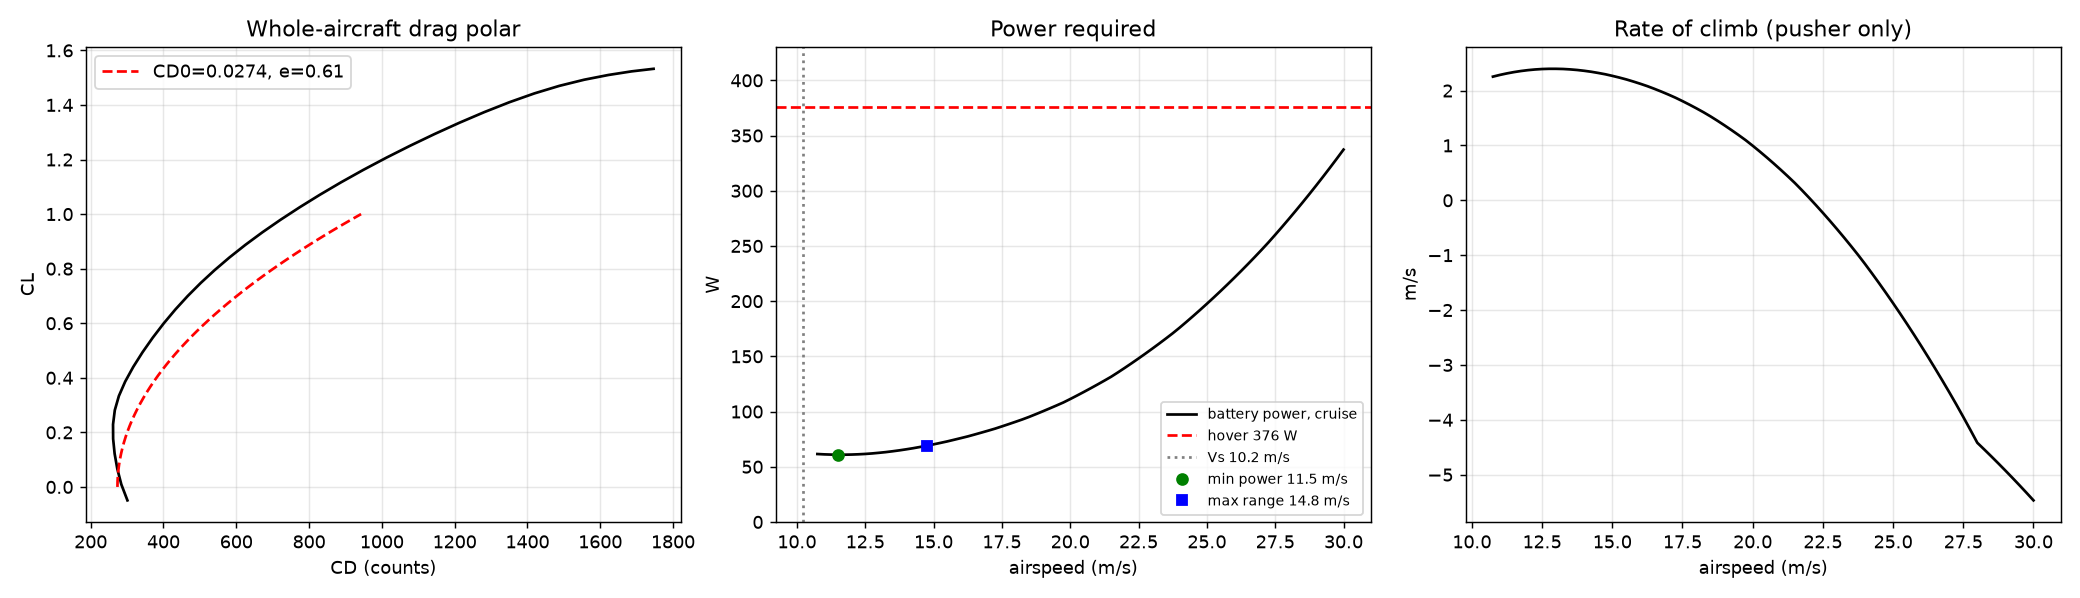 Whole-aircraft drag polar
CD0=0.0274, e=0.61
1.6
1.4
1.2
1.0
0.8
0.6
0.4
0.2
0.0
CL
200 400 600 800 1000 1200 1400 1600 1800
CD (counts)
Power required
400
350
300
250
200
150
100
50
0
W
battery power, cruise
hover 376 W
Vs 10.2 m/s
min power 11.5 m/s
max range 14.8 m/s
10.0 12.5 15.0 17.5 20.0 22.5 25.0 27.5 30.0
airspeed (m/s)
Rate of climb (pusher only)
2
1
0
−1
−2
−3
−4
−5
m/s
10.0 12.5 15.0 17.5 20.0 22.5 25.0 27.5 30.0
airspeed (m/s)